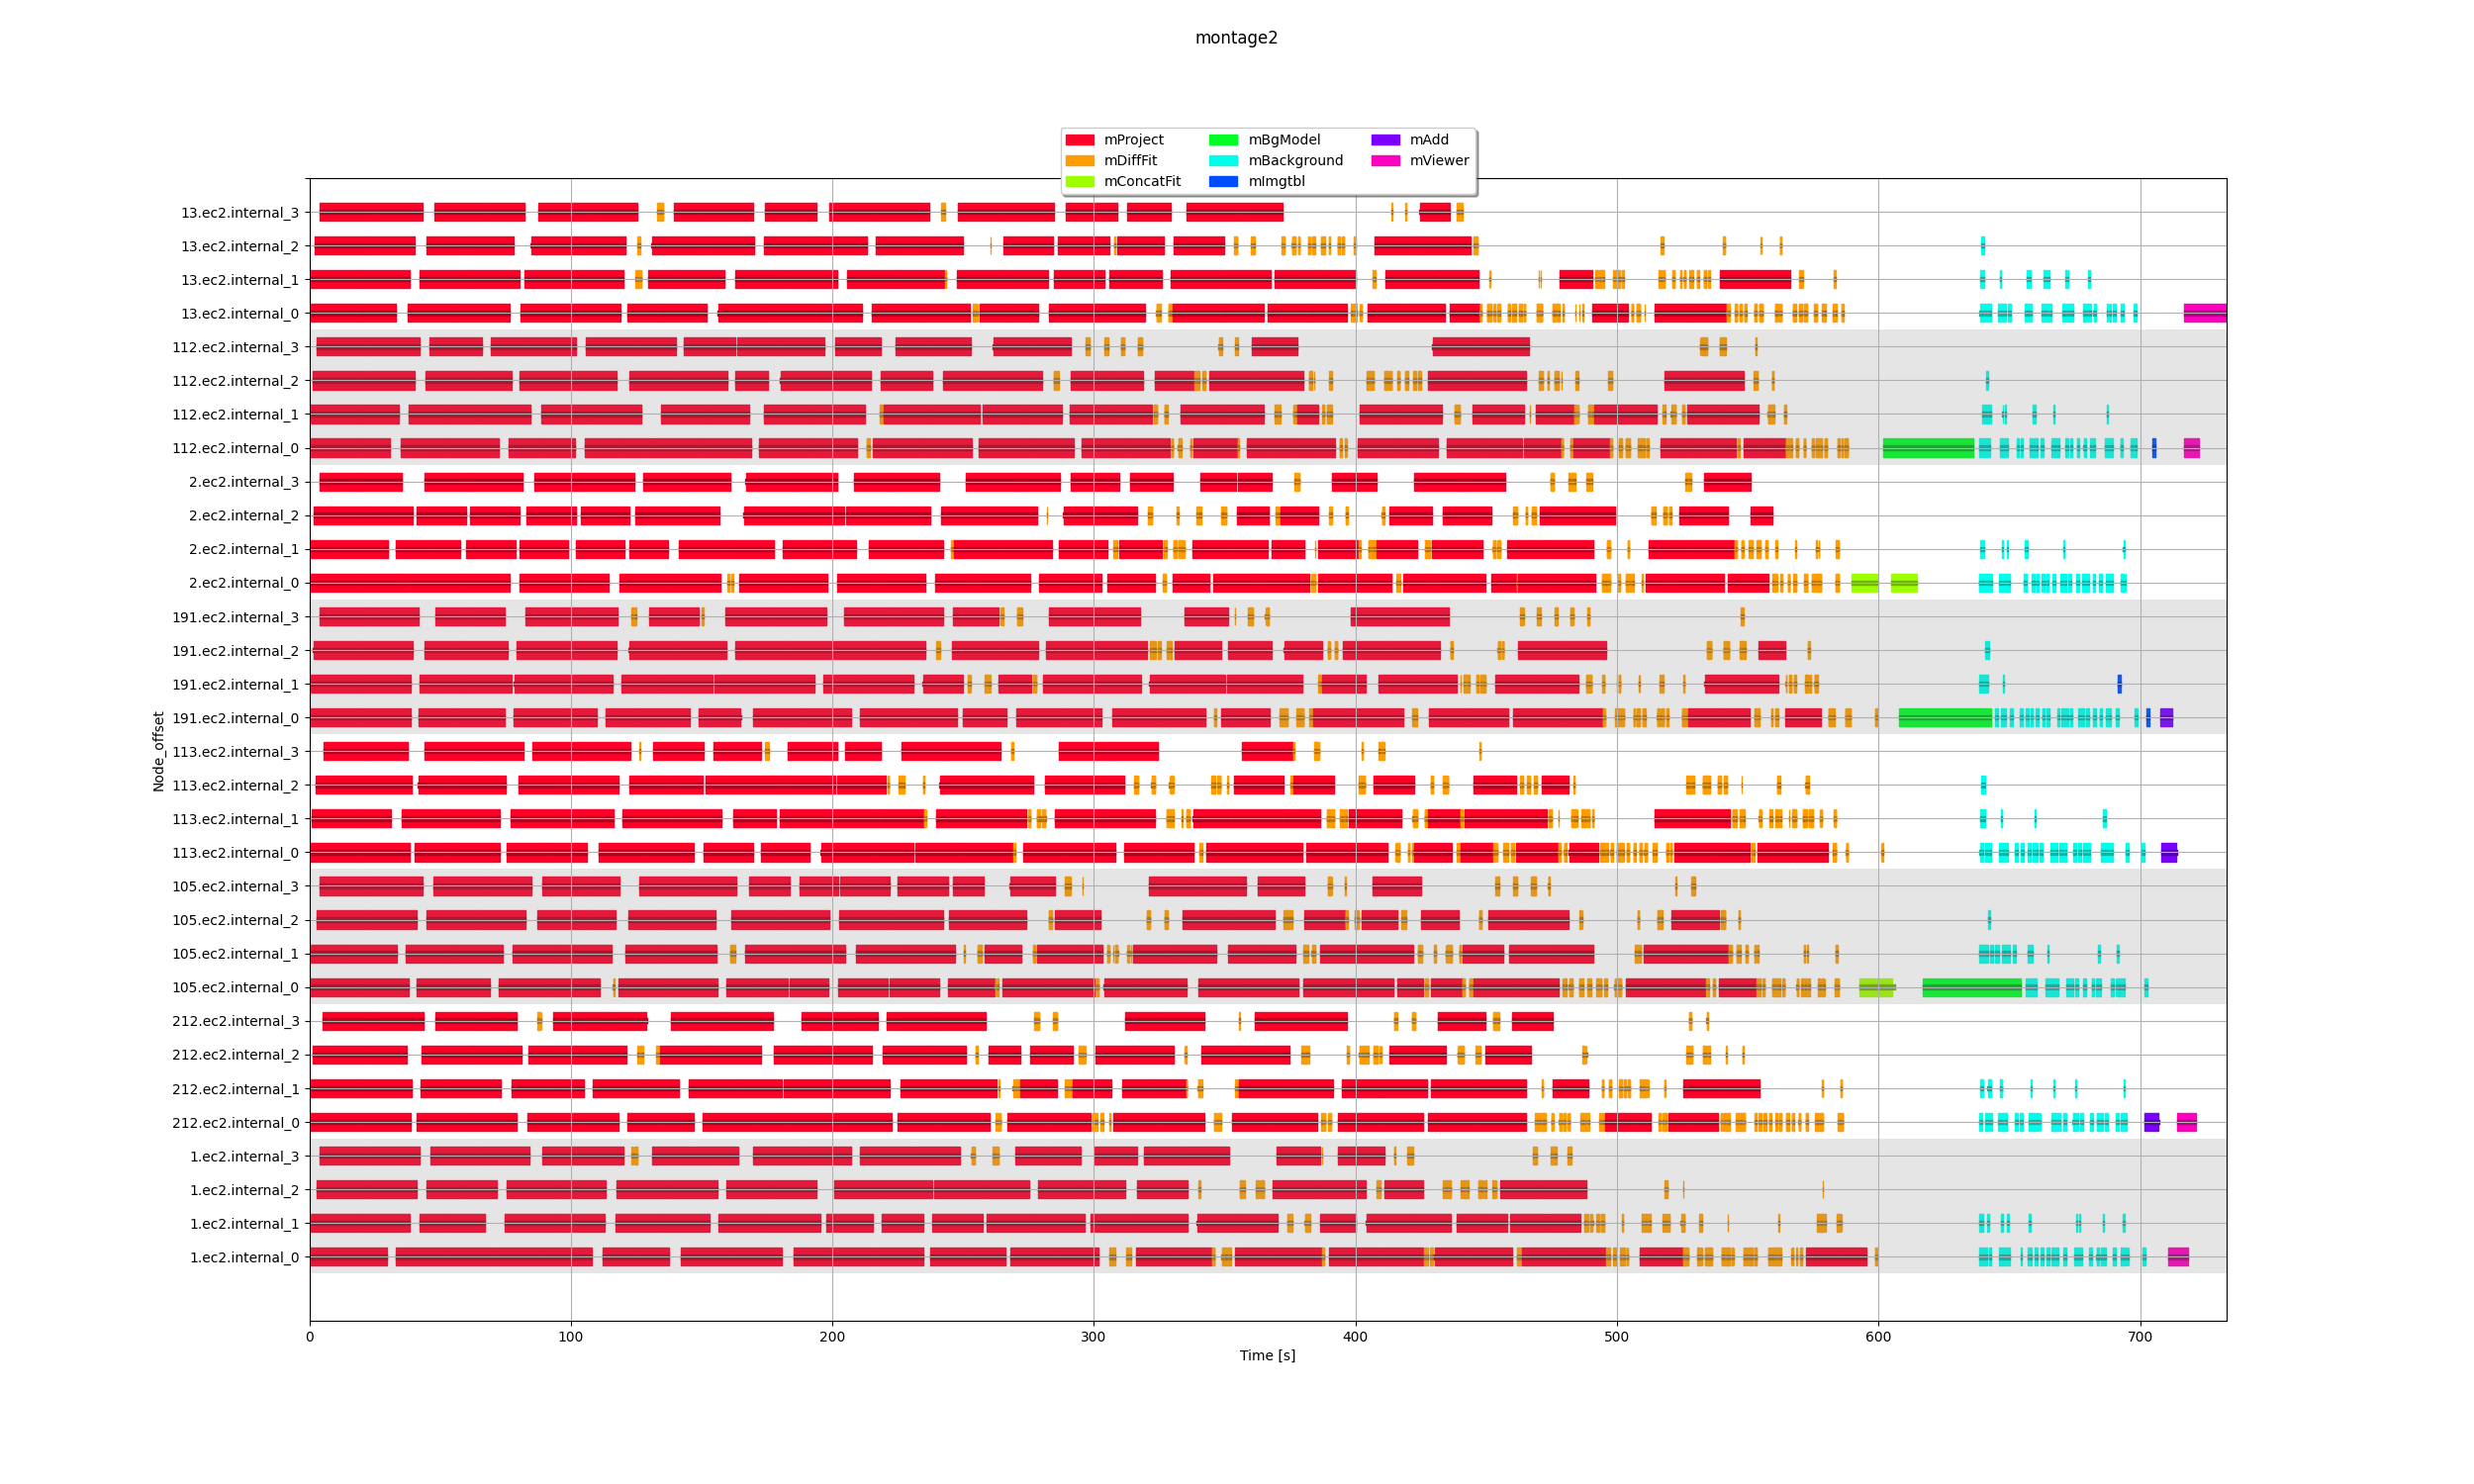 montage2
mProject mBgModel mAdd
mDiffFit mBackground mViewer
mConcatFit mImgtbl
13.ec2.internal_3
13.ec2.internal_2
13.ec2.internal_1
13.ec2.internal_0
112.ec2.internal_3
112.ec2.internal_2
112.ec2.internal_1
112.ec2.internal_0
2.ec2.internal_3
2.ec2.internal_2
2.ec2.internal_1
2.ec2.internal_0
191.ec2.internal_3
191.ec2.internal_2
191.ec2.internal_1
191.ec2.internal_0
113.ec2.internal_3
113.ec2.internal_2
113.ec2.internal_1
113.ec2.internal_0
105.ec2.internal_3
105.ec2.internal_2
105.ec2.internal_1
105.ec2.internal_0
212.ec2.internal_3
212.ec2.internal_2
212.ec2.internal_1
212.ec2.internal_0
1.ec2.internal_3
1.ec2.internal_2
1.ec2.internal_1
1.ec2.internal_0
Node_offset
0 100 200 300 400 500 600 700
Time [s]